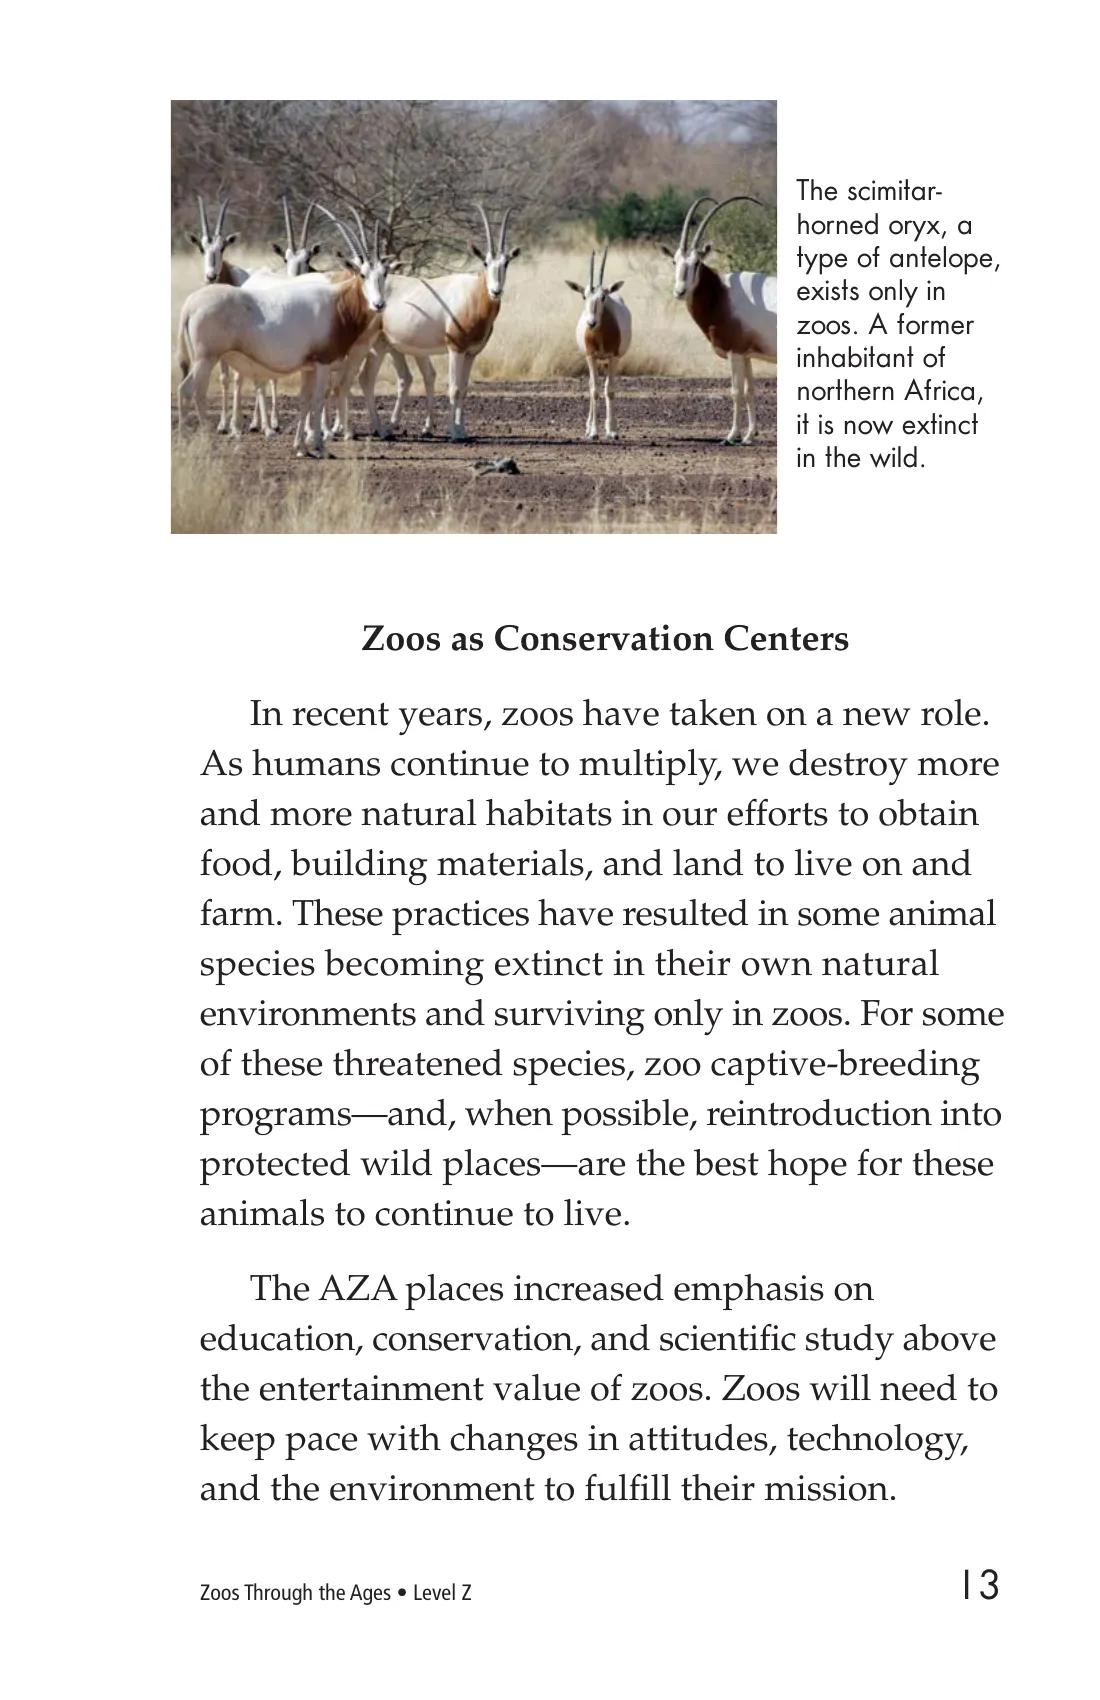 The scimitar-
horned oryx, a
type of antelope,
exists only in
zoos. A former
inhabitant of
northern Africa,
it is now extinct
in the wild.
Zoos as Conservation Centers
In recent years, zoos have taken on a new role.
As humans continue to multiply, we destroy more
and more natural habitats in our efforts to obtain
food, building materials, and land to live on and
farm. These practices have resulted in some animal
species becoming extinct in their own natural
environments and surviving only in zoos. For some
of these threatened species, zoo captive-breeding
programs—and, when possible, reintroduction into
protected wild places—are the best hope for these
animals to continue to live.
The AZA places increased emphasis on
education, conservation, and scientific study above
the entertainment value of zoos. Zoos will need to
keep pace with changes in attitudes, technology,
and the environment to fulfill their mission.
Zoos Through the Ages • Level Z
13